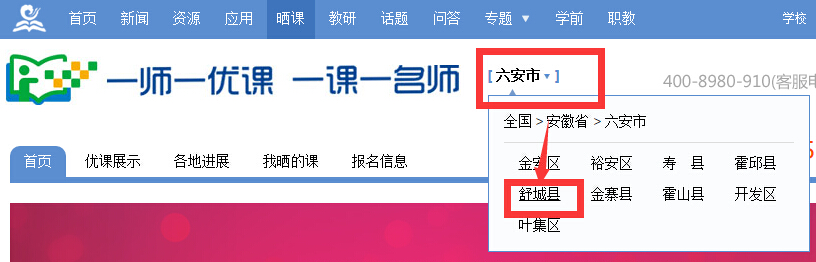 首页 新闻 资源 应用 晒课 教研 话题 问答 专题 学前 职教 学校
一师一优课 一课一名师
[ 六安市 ]
400-8980-910(客服电
全国 > 安徽省 > 六安市
首页 优课展示 各地进展 我晒的课 报名信息
金安区 裕安区 寿 县 霍邱县
舒城县 金寨县 霍山县 开发区
叶集区